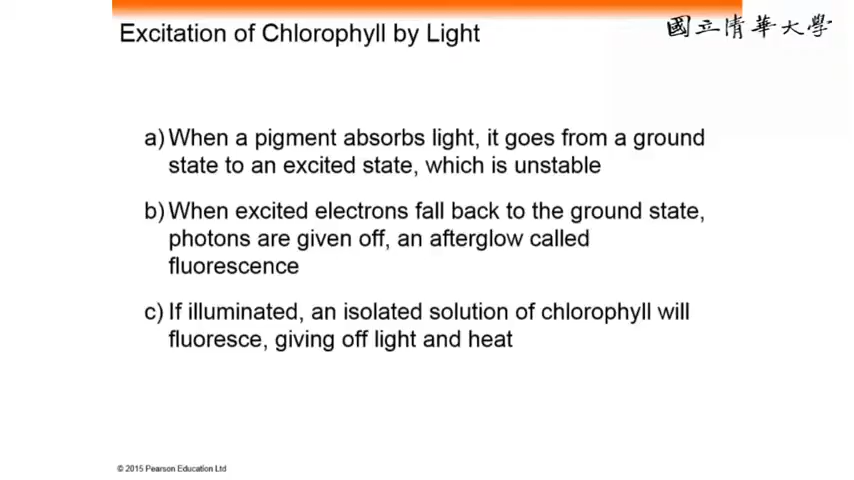 Excitation of Chlorophyll by Light
國立清華大學
a) When a pigment absorbs light, it goes from a ground
state to an excited state, which is unstable
b) When excited electrons fall back to the ground state,
photons are given off, an afterglow called
fluorescence
c) If illuminated, an isolated solution of chlorophyll will
fluoresce, giving off light and heat
© 2015 Pearson Education Ltd